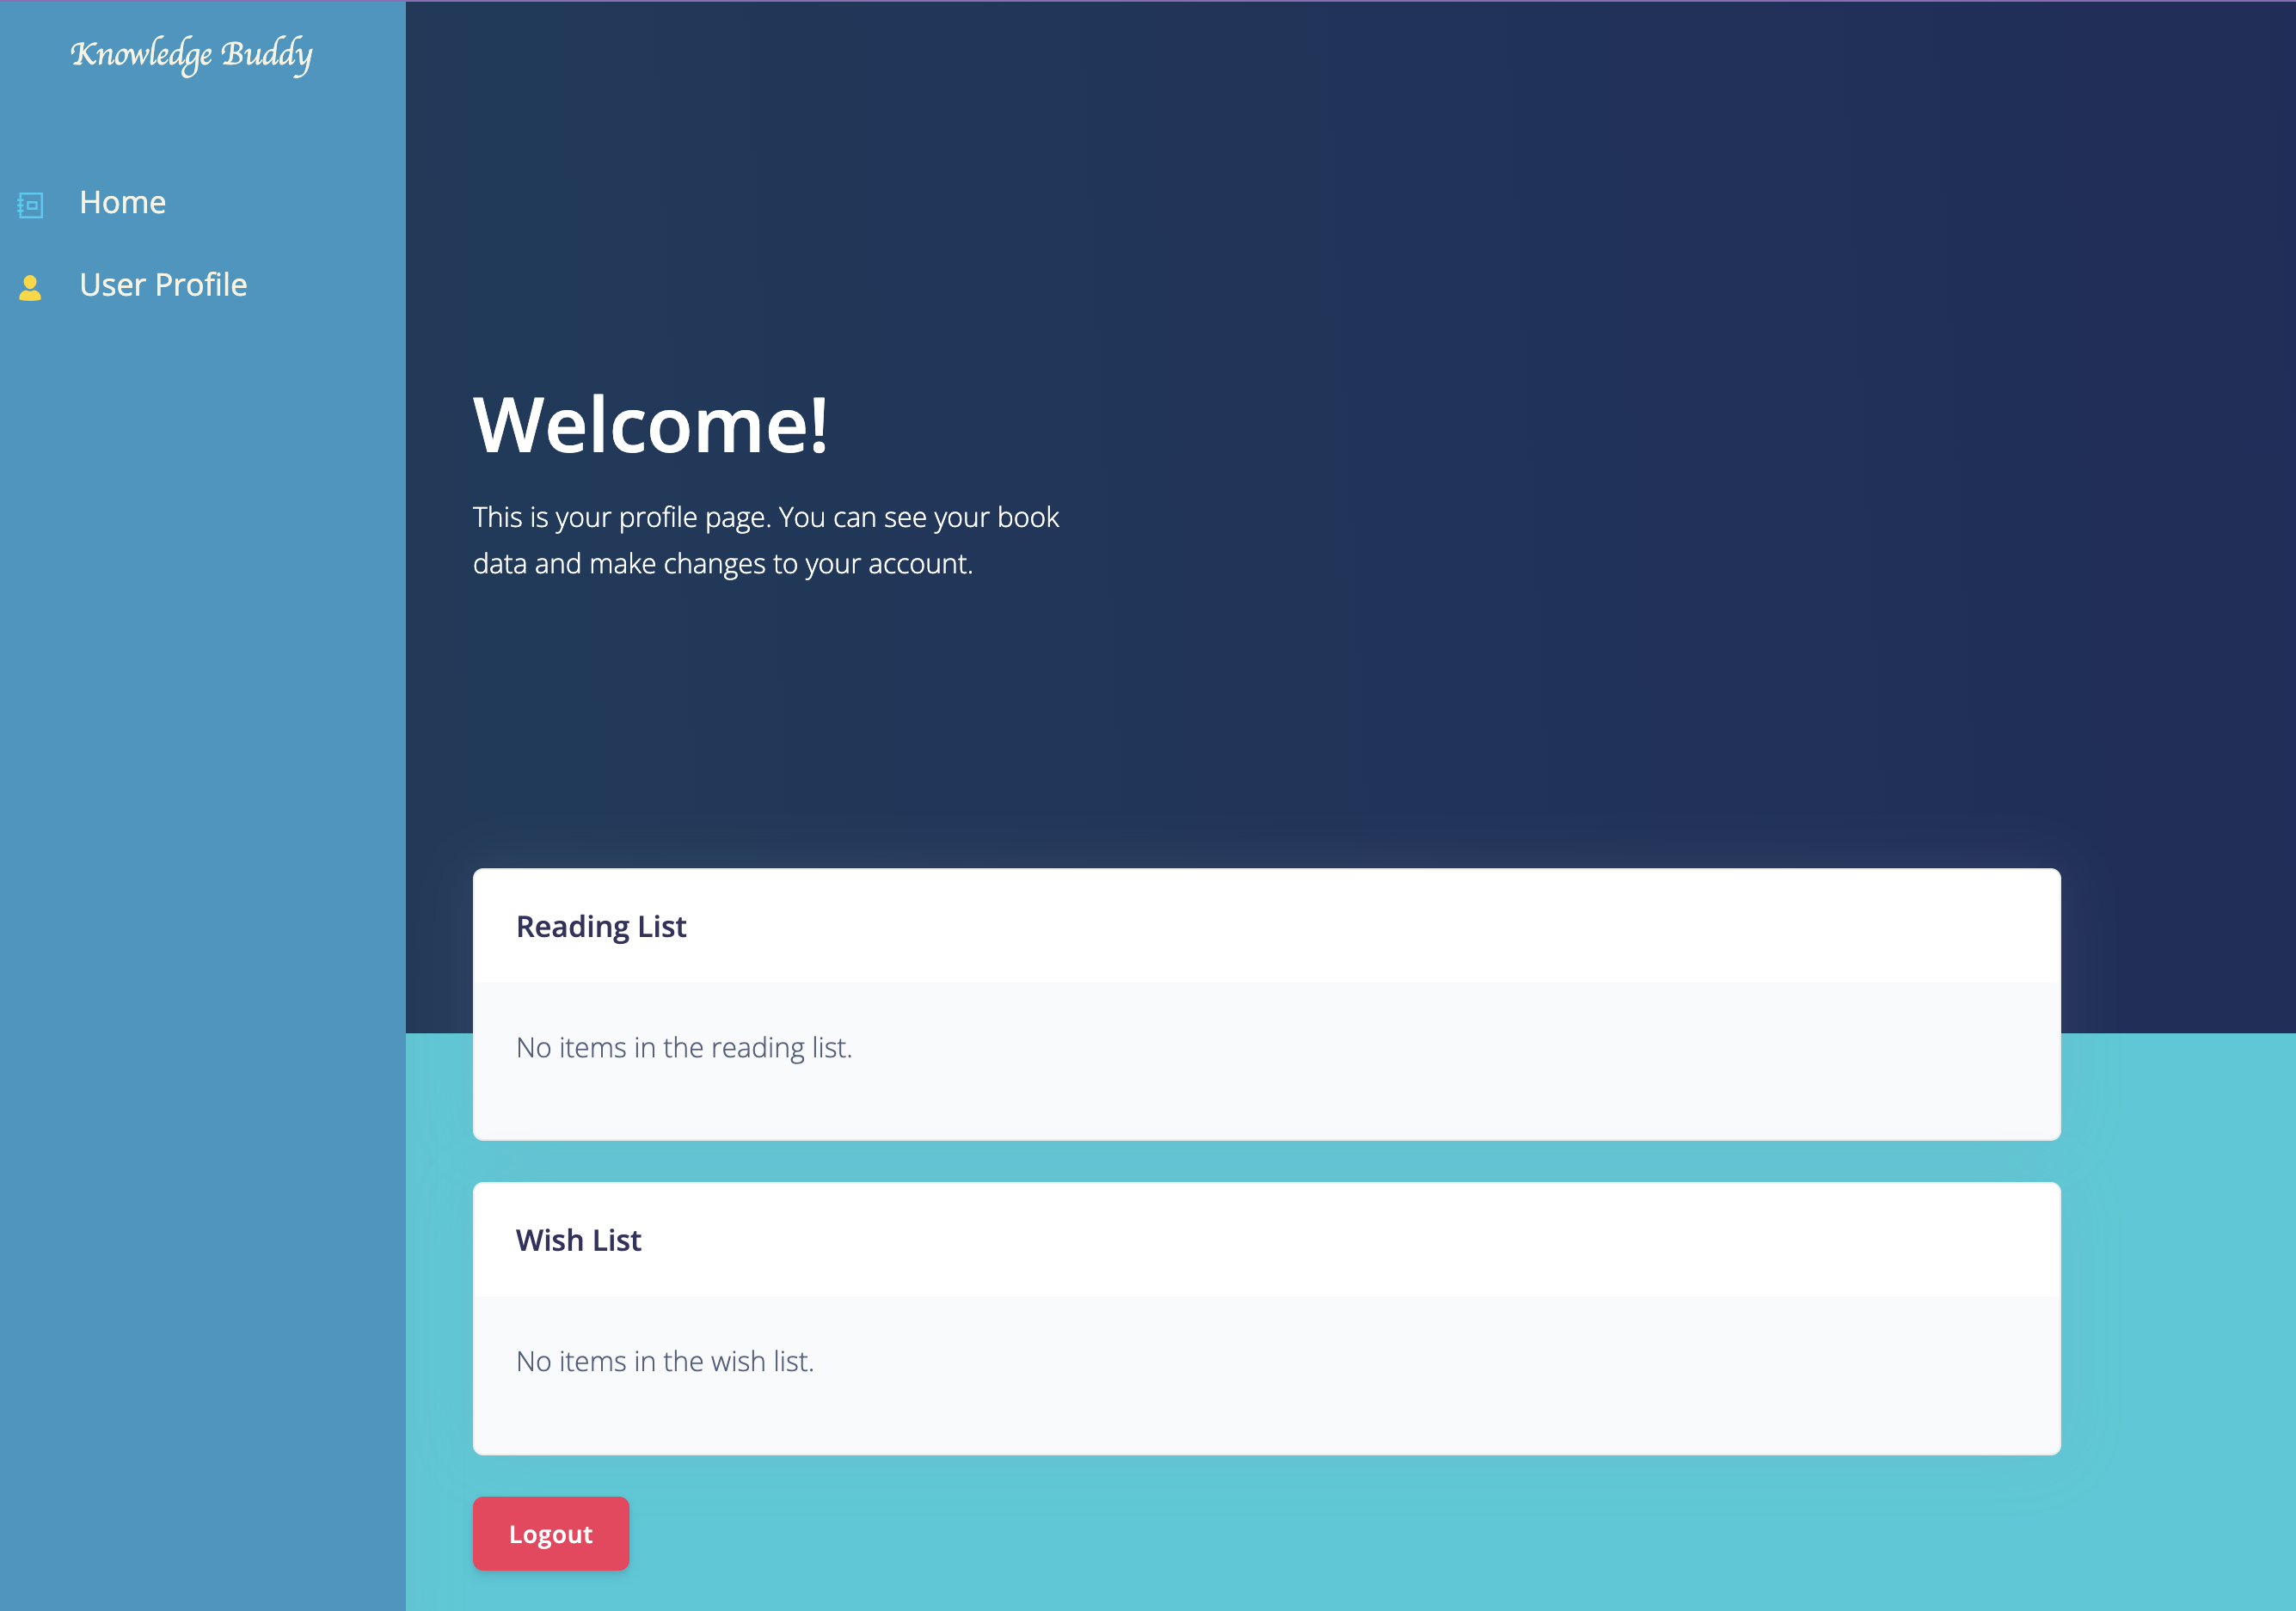 Knowledge Buddy
Home
User Profile
Welcome!
This is your profile page. You can see your book
data and make changes to your account.
Reading List
No items in the reading list.
Wish List
No items in the wish list.
Logout